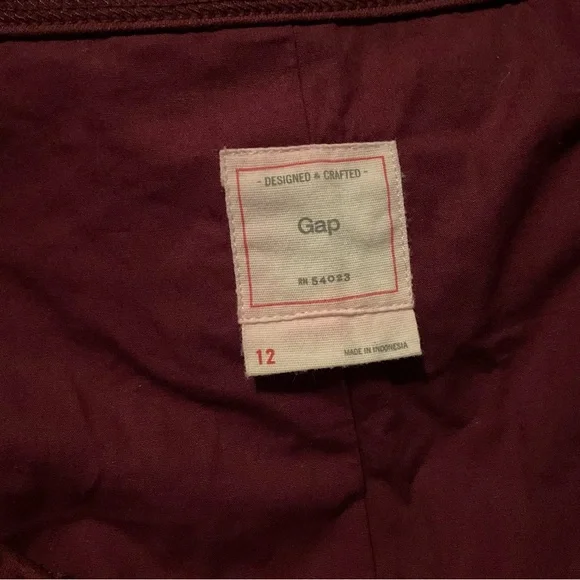 - DESIGNED & CRAFTED -
Gap
RN 54023
12 MADE IN INDONESIA